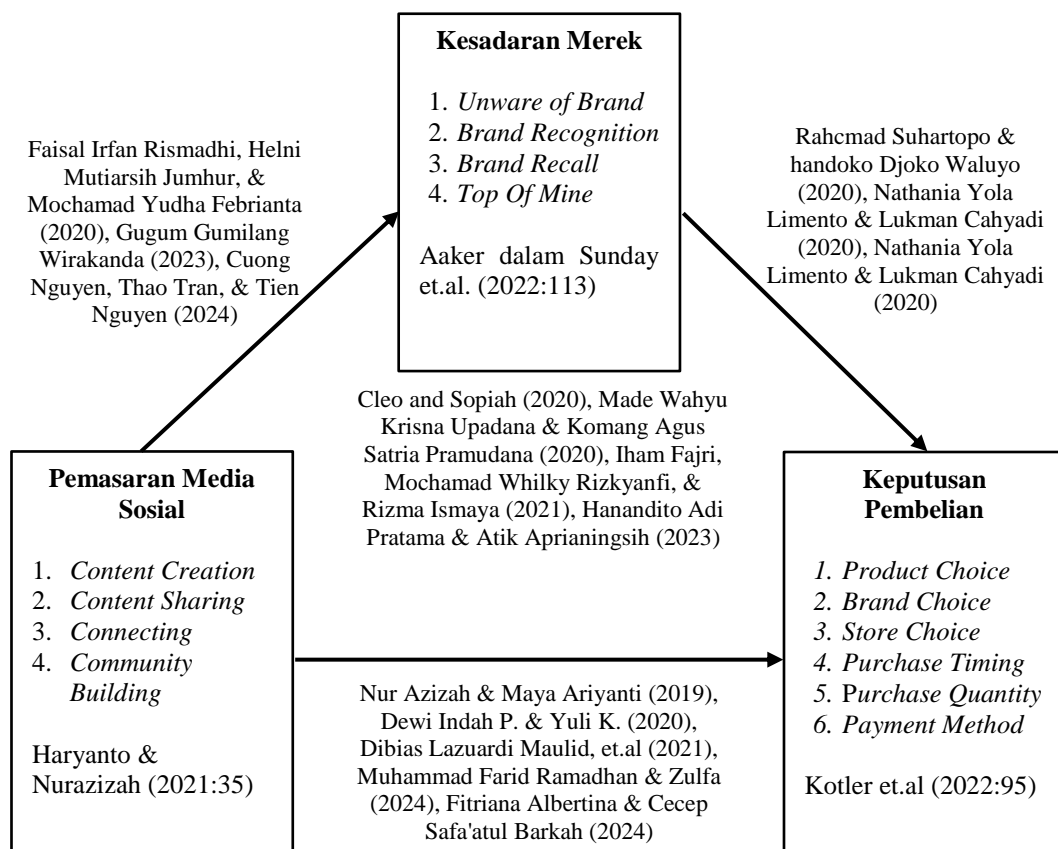 Kesadaran Merek
1. Unware of Brand
2. Brand Recognition
3. Brand Recall
4. Top Of Mine
Aaker dalam Sunday
et.al. (2022:113)
Faisal Irfan Rismadhi, Helni
Mutiarsih Jumhur, &
Mochamad Yudha Febrianta
(2020), Gugum Gumilang
Wirakanda (2023), Cuong
Nguyen, Thao Tran, & Tien
Nguyen (2024)
Rahcmad Suhartopo &
handoko Djoko Waluyo
(2020), Nathania Yola
Limento & Lukman Cahyadi
(2020), Nathania Yola
Limento & Lukman Cahyadi
(2020)
Cleo and Sopiah (2020), Made Wahyu
Krisna Upadana & Komang Agus
Satria Pramudana (2020), Iham Fajri,
Mochamad Whilky Rizkyanfi, &
Rizma Ismaya (2021), Hanandito Adi
Pratama & Atik Aprianingsih (2023)
Pemasaran Media
Sosial
1. Content Creation
2. Content Sharing
3. Connecting
4. Community
Building
Haryanto &
Nurazizah (2021:35)
Keputusan
Pembelian
1. Product Choice
2. Brand Choice
3. Store Choice
4. Purchase Timing
5. Purchase Quantity
6. Payment Method
Kotler et.al (2022:95)
Nur Azizah & Maya Ariyanti (2019),
Dewi Indah P. & Yuli K. (2020),
Dibias Lazuardi Maulid, et.al (2021),
Muhammad Farid Ramadhan & Zulfa
(2024), Fitriana Albertina & Cecep
Safa'atul Barkah (2024)